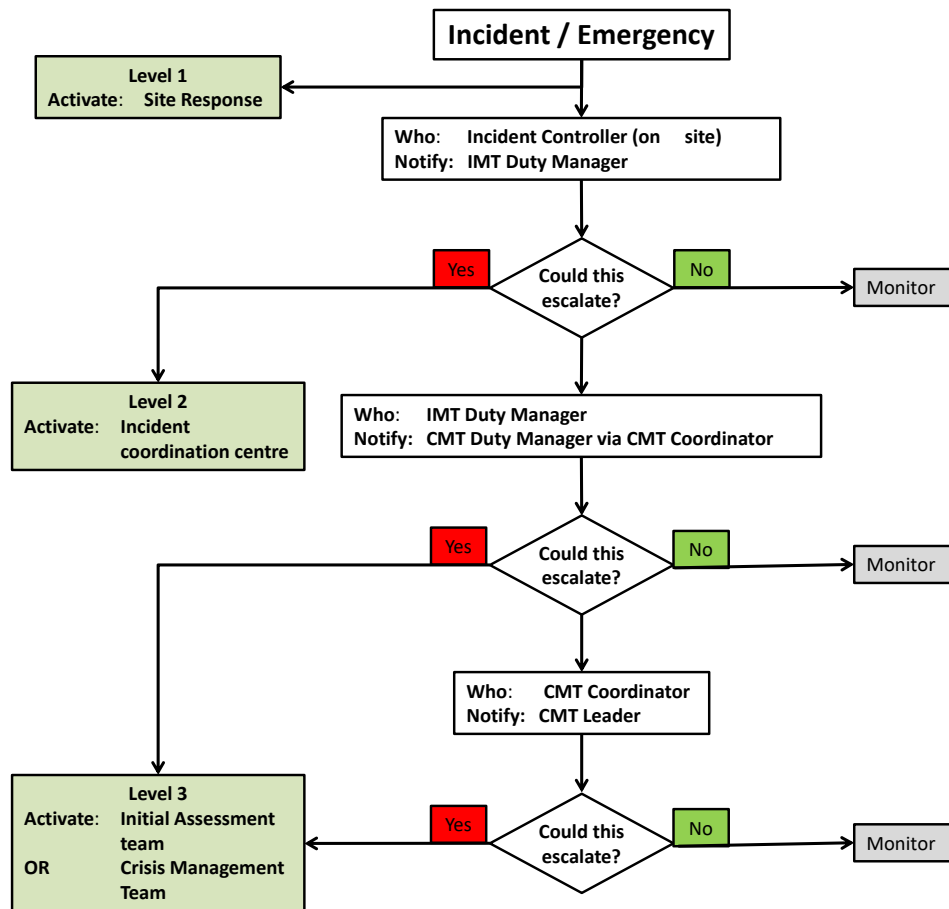 Incident / Emergency
Level 1
Activate: Site Response
Who: Incident Controller (on site)
Notify: IMT Duty Manager
Yes
No
Could this
escalate?
Monitor
Level 2
Activate: Incident
coordination centre
Who: IMT Duty Manager
Notify: CMT Duty Manager via CMT Coordinator
Yes
No
Could this
escalate?
Monitor
Who: CMT Coordinator
Notify: CMT Leader
Level 3
Activate: Initial Assessment
team
OR Crisis Management
Team
Yes
No
Could this
escalate?
Monitor